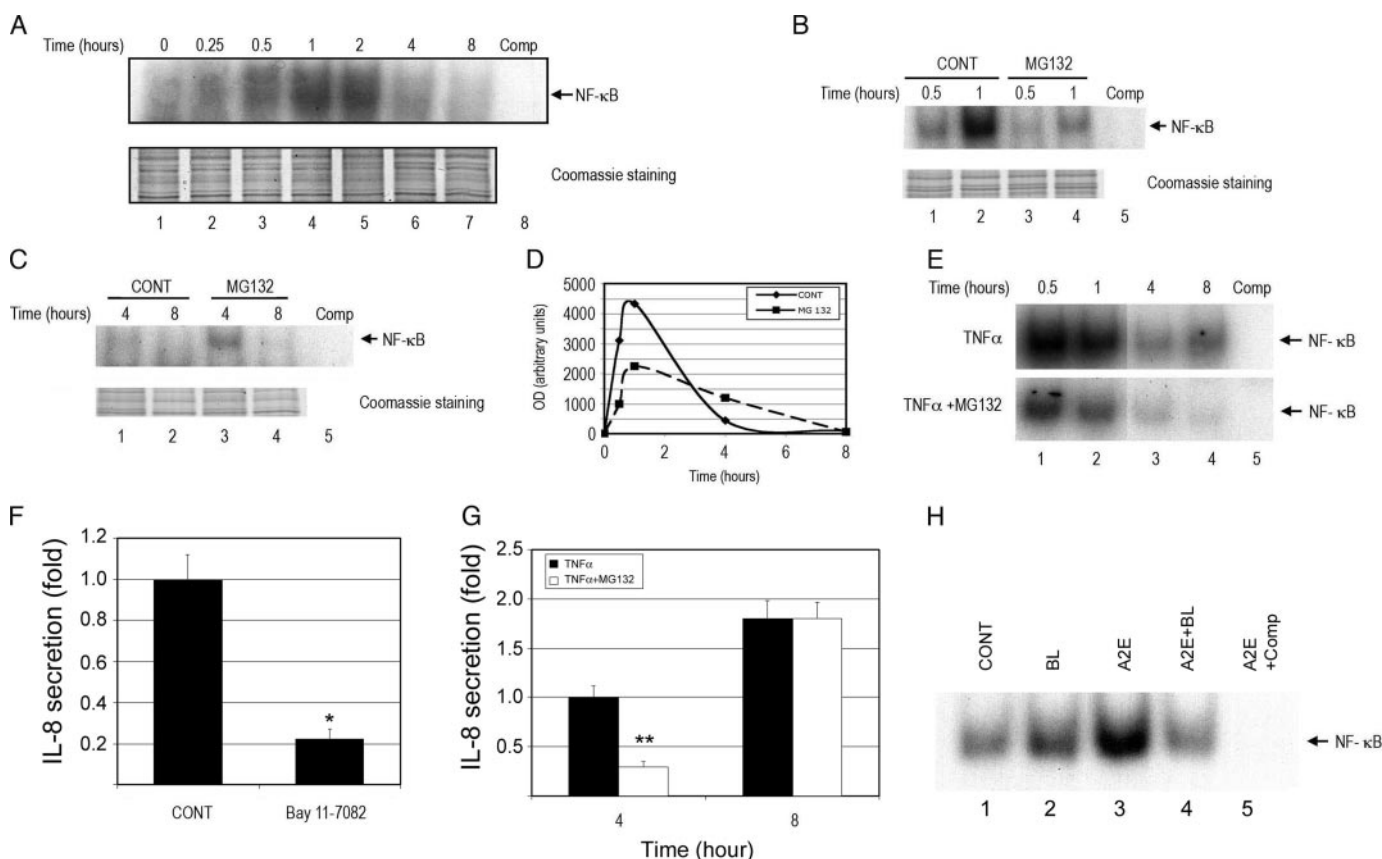 A
Time (hours) 0 0.25 0.5 1 2 4 8 Comp
NF-κB
Coomassie staining
1 2 3 4 5 6 7 8
B
CONT MG132
Time (hours) 0.5 1 0.5 1 Comp
NF-κB
Coomassie staining
1 2 3 4 5
C
CONT MG132
Time (hours) 4 8 4 8 Comp
NF-κB
Coomassie staining
1 2 3 4 5
D
OD (arbitrary units)
5000
4500
4000
3500
3000
2500
2000
1500
1000
500
0
CONT
MG 132
0 2 4 6 8
Time (hours)
E
Time (hours) 0.5 1 4 8 Comp
TNFα NF- κB
TNFα +MG132 NF- κB
1 2 3 4 5
F
IL-8 secretion (fold)
1.2
1.0
0.8
0.6
0.4
0.2
*
CONT Bay 11-7082
G
IL-8 secretion (fold)
2.5
2.0
1.5
1.0
0.5
TNFα
TNFα+MG132
**
4 8
Time (hour)
H
CONT
BL
A2E
A2E+BL
A2E
+Comp
NF- κB
1 2 3 4 5